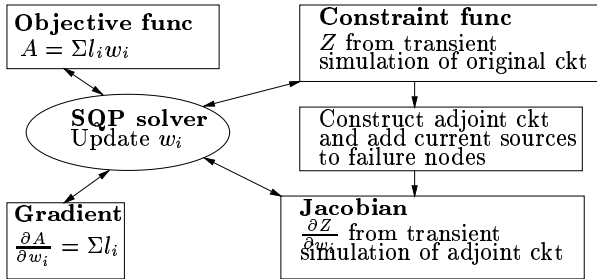 Objective func
A = Σl_i w_i
Constraint func
Z from transient
simulation of original ckt
SQP solver
Update w_i
Construct adjoint ckt
and add current sources
to failure nodes
Gradient
∂A/∂w_i = Σl_i
Jacobian
∂Z/∂w_i from transient
simulation of adjoint ckt